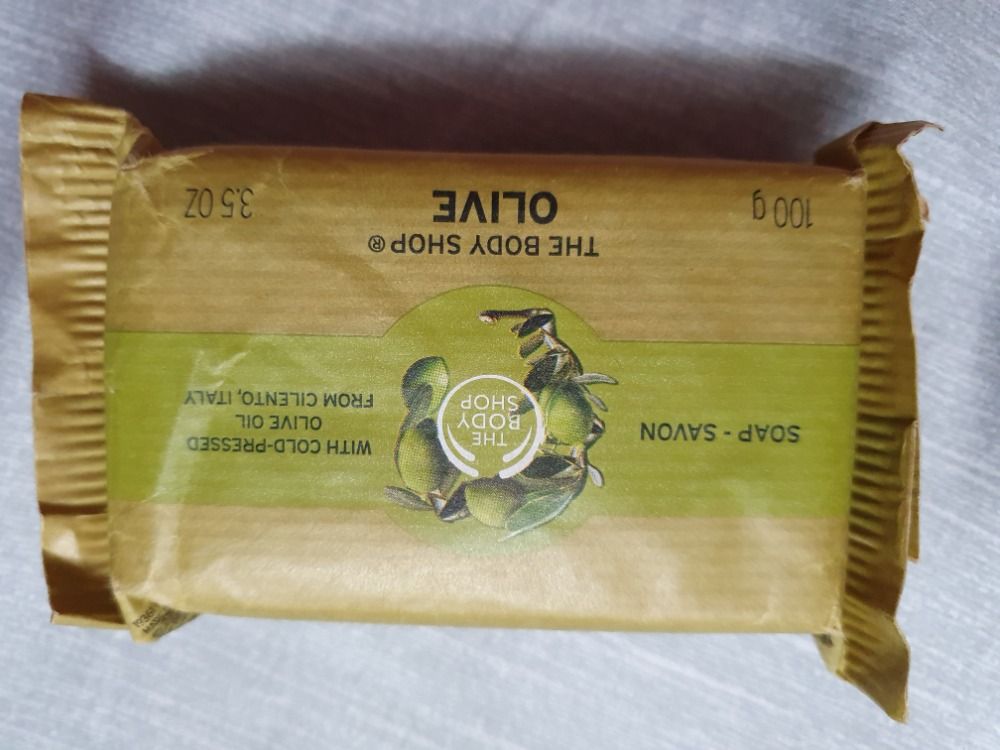 SOAP - SAVON
THE
BODY
SHOP
WITH COLD-PRESSED
OLIVE OIL
FROM CILENTO, ITALY
THE BODY SHOP®
OLIVE
100 g
3.5 OZ